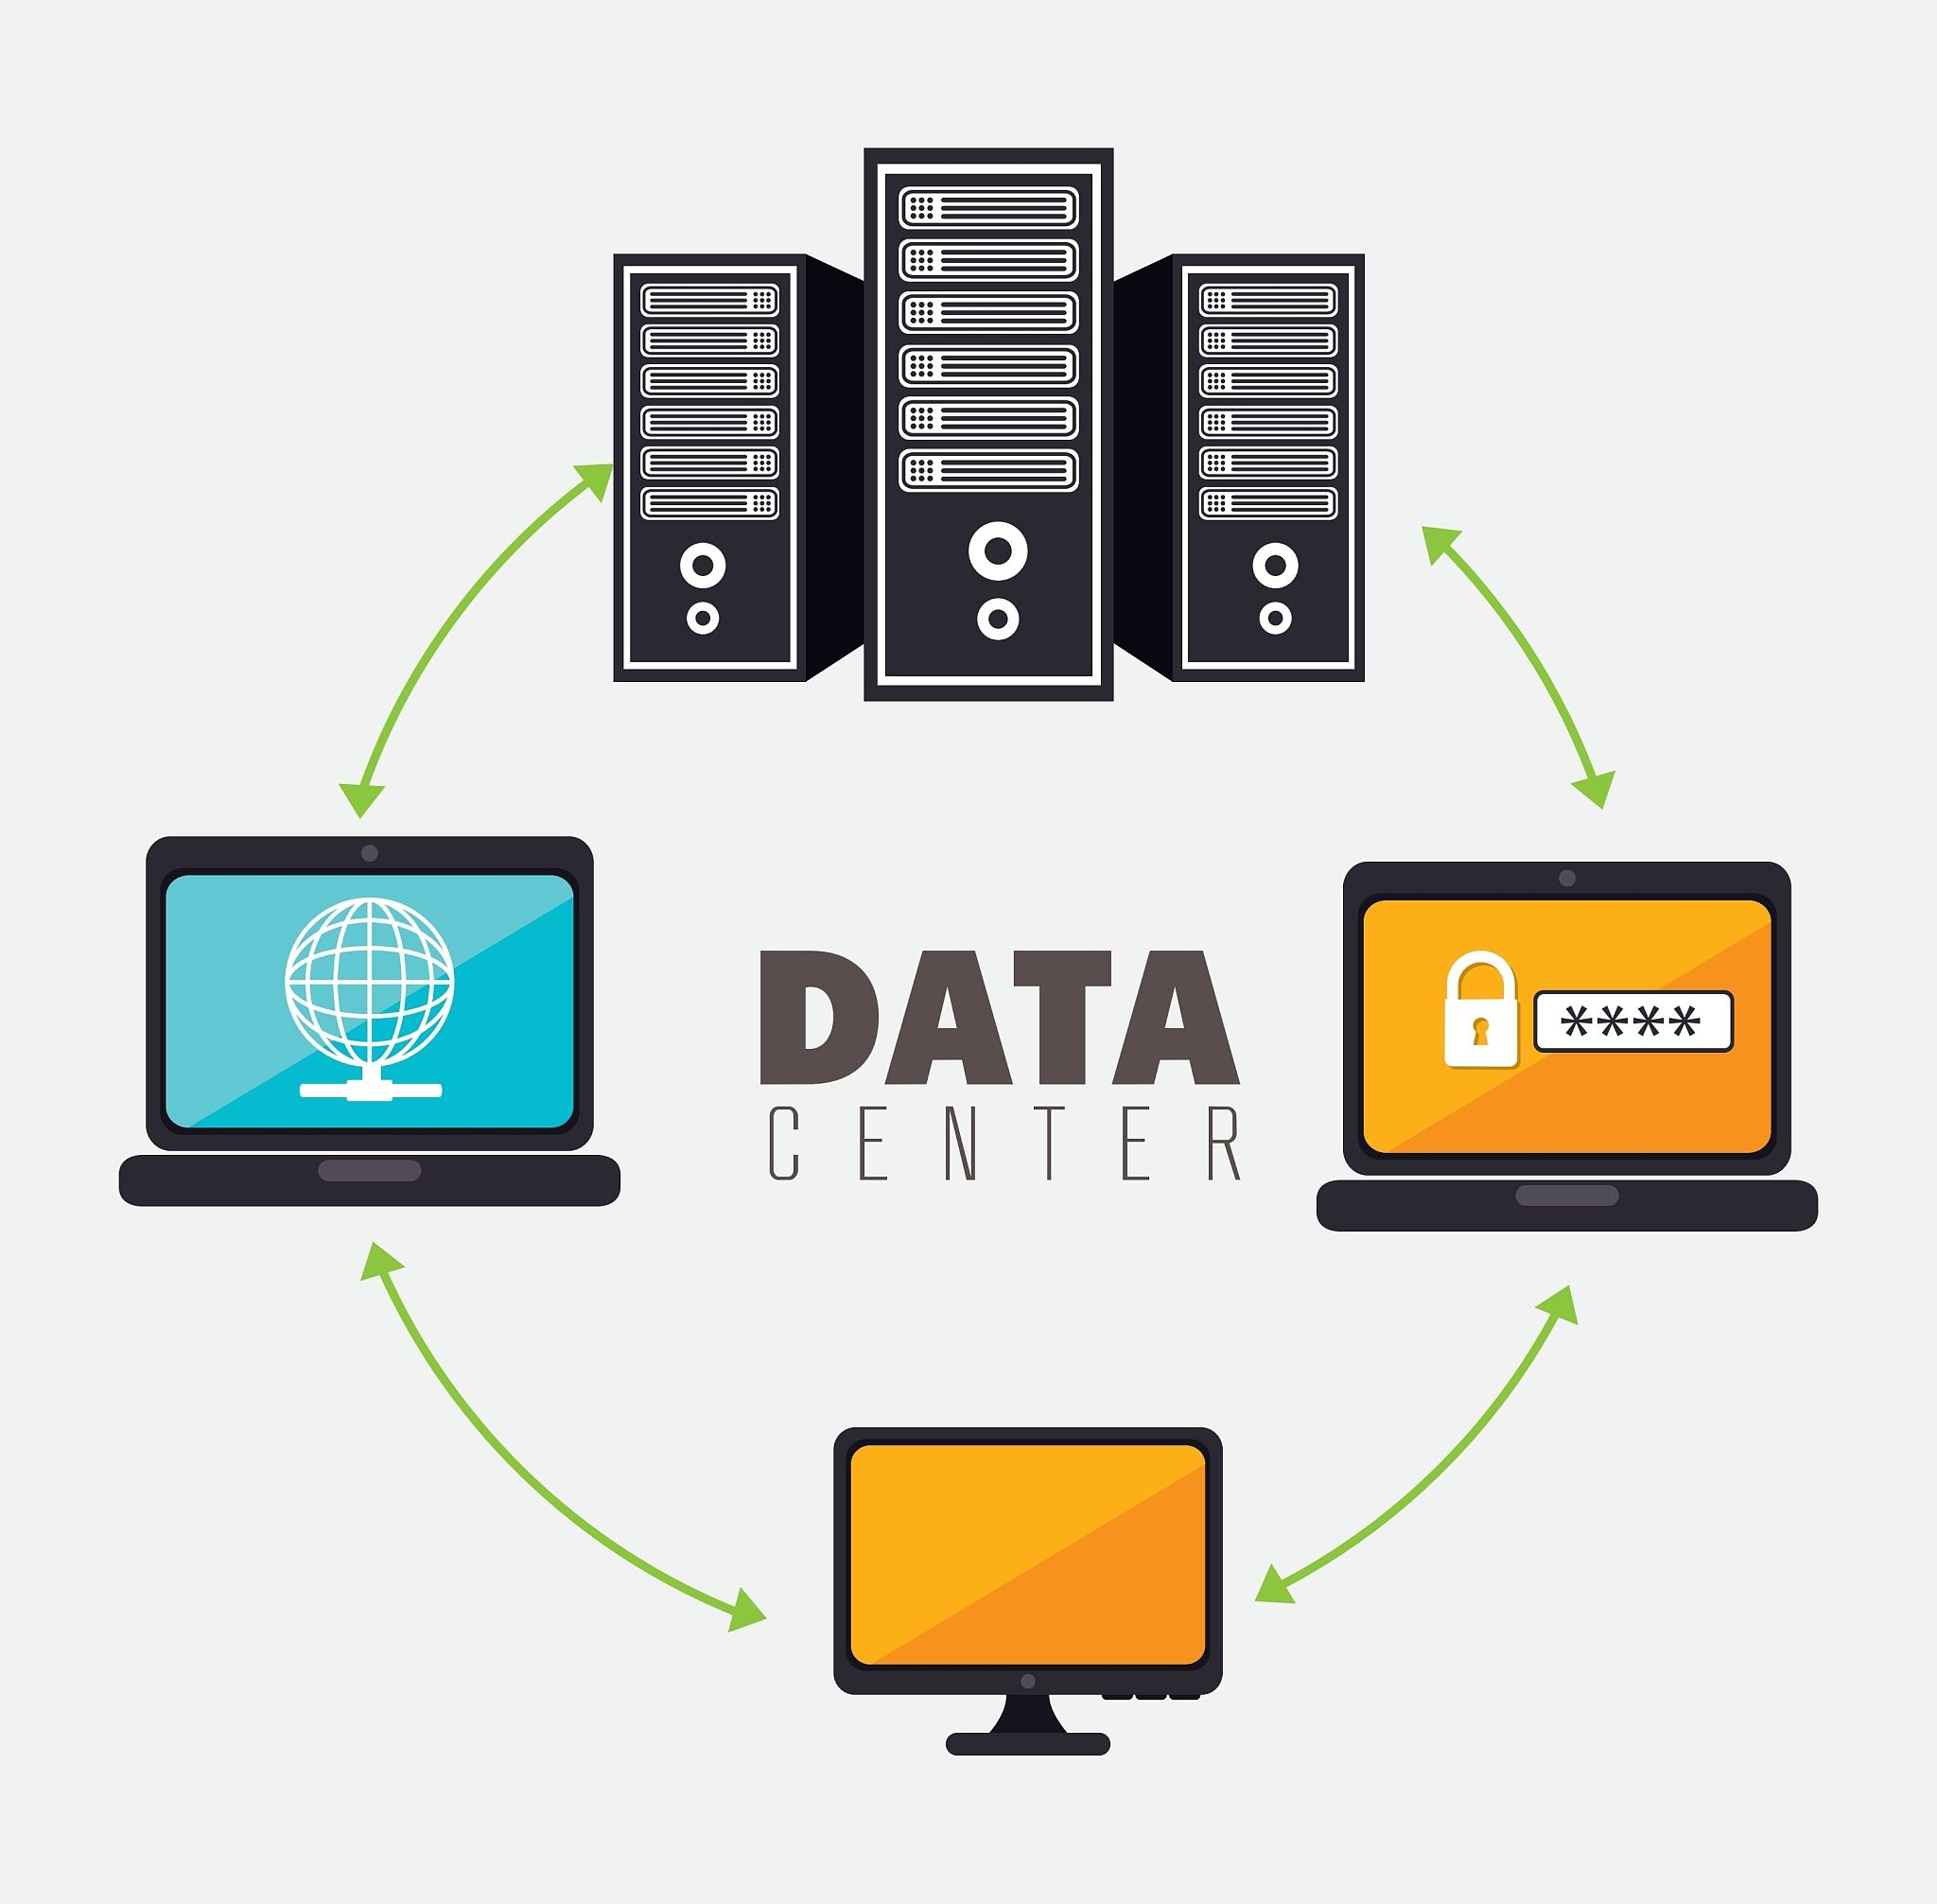 DATA
CENTER
****